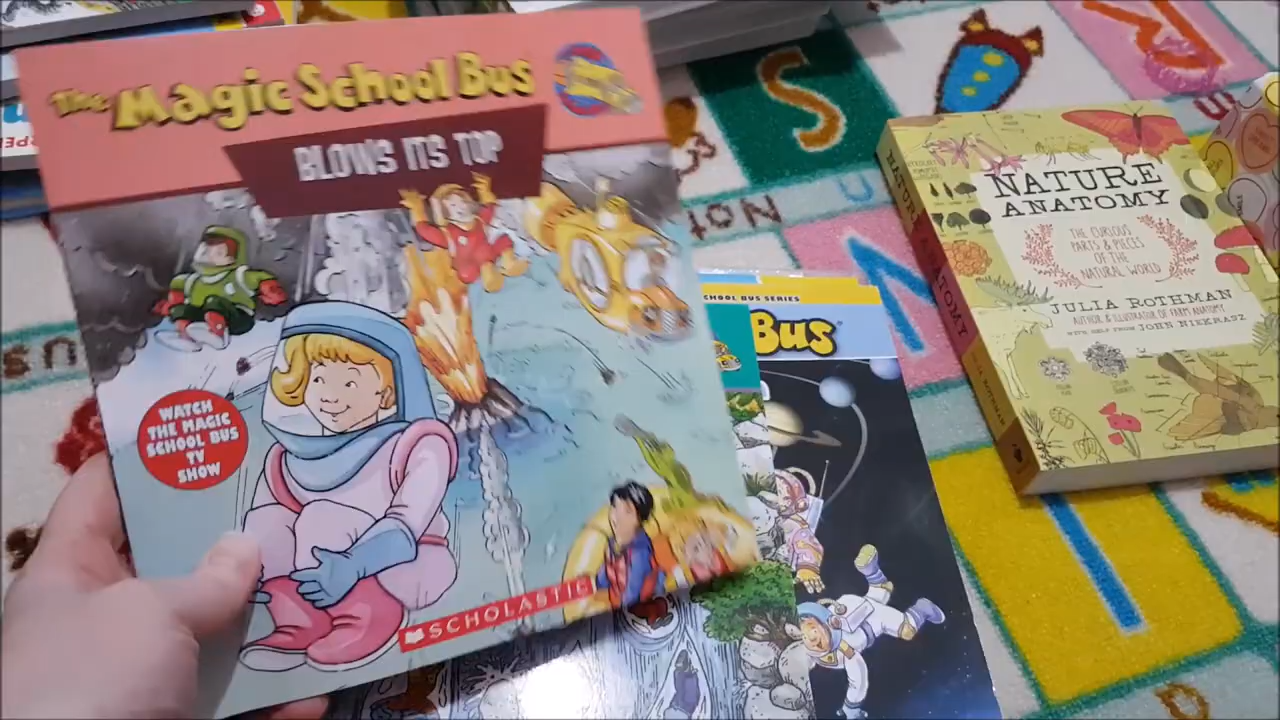 The Magic School Bus
BLOWS ITS TOP
WATCH
THE MAGIC
SCHOOL BUS
TV
SHOW
SCHOLASTIC
SCHOOL BUS SERIES
Bus
NATURE ANATOMY
NATURE
ANATOMY
THE CURIOUS
PARTS & PIECES
OF THE
NATURAL WORLD
JULIA ROTHMAN
AUTHOR & ILLUSTRATOR OF FARM ANATOMY
WITH HELP FROM JOHN NIEKRASZ
S
N
I